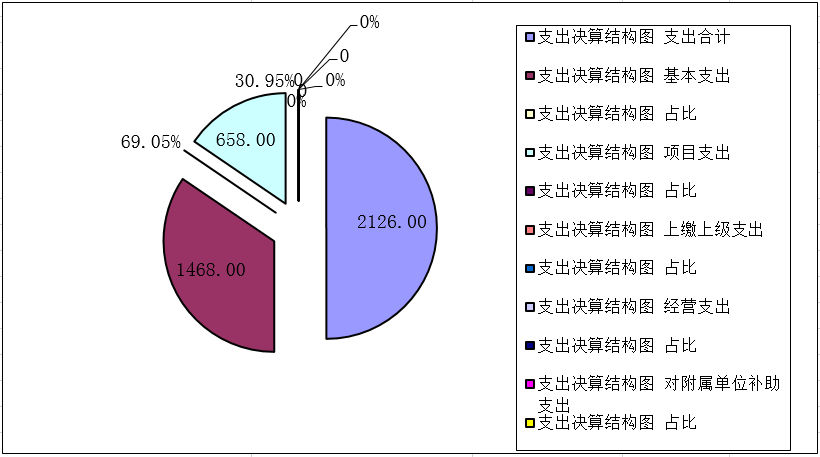 0%
0
0%
30.95%
0
0
0%
69.05%
658.00
2126.00
1468.00
支出决算结构图 支出合计
支出决算结构图 基本支出
支出决算结构图 占比
支出决算结构图 项目支出
支出决算结构图 占比
支出决算结构图 上缴上级支出
支出决算结构图 占比
支出决算结构图 经营支出
支出决算结构图 占比
支出决算结构图 对附属单位补助
支出
支出决算结构图 占比